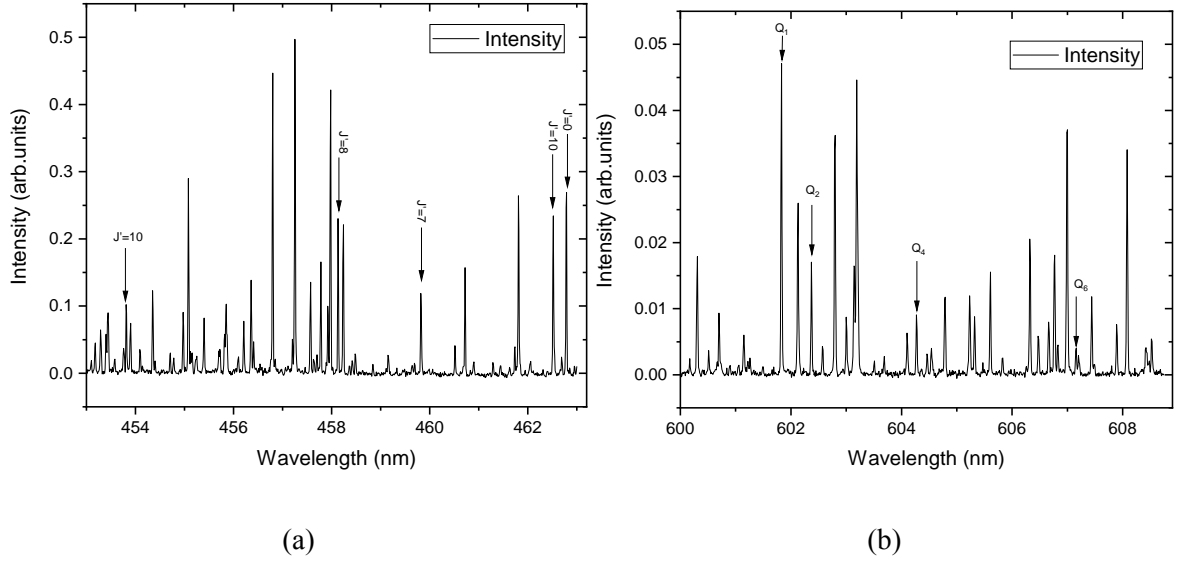 Intensity
J'=10
J'=8
J'=7
J'=10
J'=0
0.5
0.4
0.3
0.2
0.1
0.0
Intensity (arb.units)
454
456
458
460
462
Wavelength (nm)
(a)
Intensity
Q₁
Q₂
Q₄
Q₆
0.05
0.04
0.03
0.02
0.01
0.00
Intensity (arb.units)
600
602
604
606
608
Wavelength (nm)
(b)